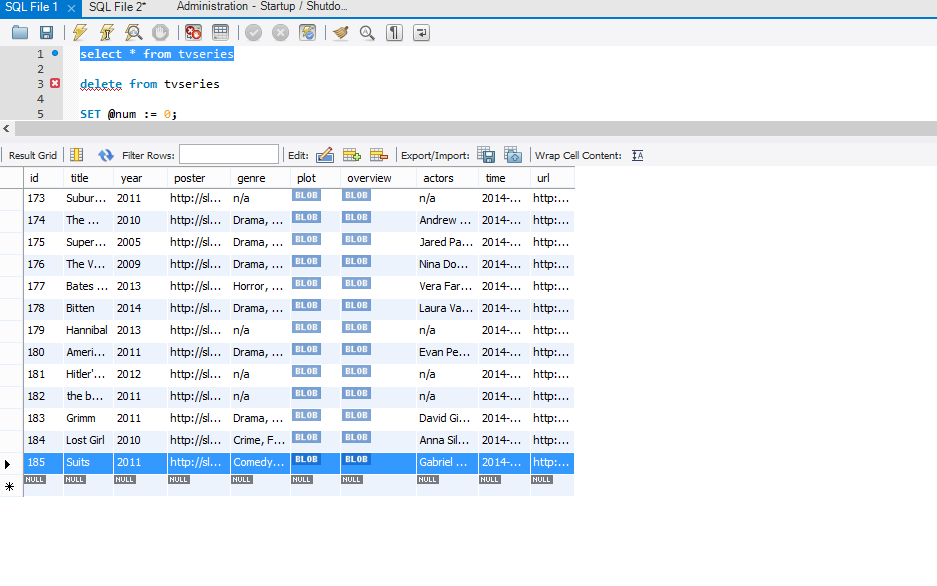 SQL File 1 × SQL File 2* Administration - Startup / Shutdo...
1 select * from tvseries
2
3 delete from tvseries
4
5 SET @num := 0;
Result Grid Filter Rows: Edit: Export/Import: Wrap Cell Content: IA
id title year poster genre plot overview actors time url
173 Subur... 2011 http://sl... n/a BLOB BLOB n/a 2014-... http:...
174 The ... 2010 http://sl... Drama, ... BLOB BLOB Andrew ... 2014-... http:...
175 Super... 2005 http://sl... Drama, ... BLOB BLOB Jared Pa... 2014-... http:...
176 The V... 2009 http://sl... Drama, ... BLOB BLOB Nina Do... 2014-... http:...
177 Bates ... 2013 http://sl... Horror, ... BLOB BLOB Vera Far... 2014-... http:...
178 Bitten 2014 http://sl... Drama, ... BLOB BLOB Laura Va... 2014-... http:...
179 Hannibal 2013 http://sl... n/a BLOB BLOB n/a 2014-... http:...
180 Ameri... 2011 http://sl... Drama, ... BLOB BLOB Evan Pe... 2014-... http:...
181 Hitler'... 2012 http://sl... n/a BLOB BLOB n/a 2014-... http:...
182 the b... 2011 http://sl... n/a BLOB BLOB n/a 2014-... http:...
183 Grimm 2011 http://sl... Drama, ... BLOB BLOB David Gi... 2014-... http:...
184 Lost Girl 2010 http://sl... Crime, F... BLOB BLOB Anna Sil... 2014-... http:...
185 Suits 2011 http://sl... Comedy... BLOB BLOB Gabriel ... 2014-... http:...
NULL NULL NULL NULL NULL NULL NULL NULL NULL NULL